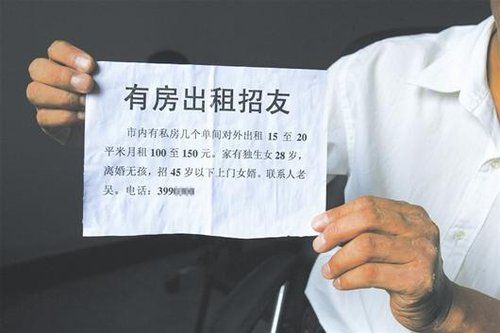 有房出租招友
市内有私房几个单间对外出租 15 至 20
平米月租 100 至 150 元。家有独生女 28 岁，
离婚无孩，招 45 岁以下上门女婿。联系人老
吴。电话：399